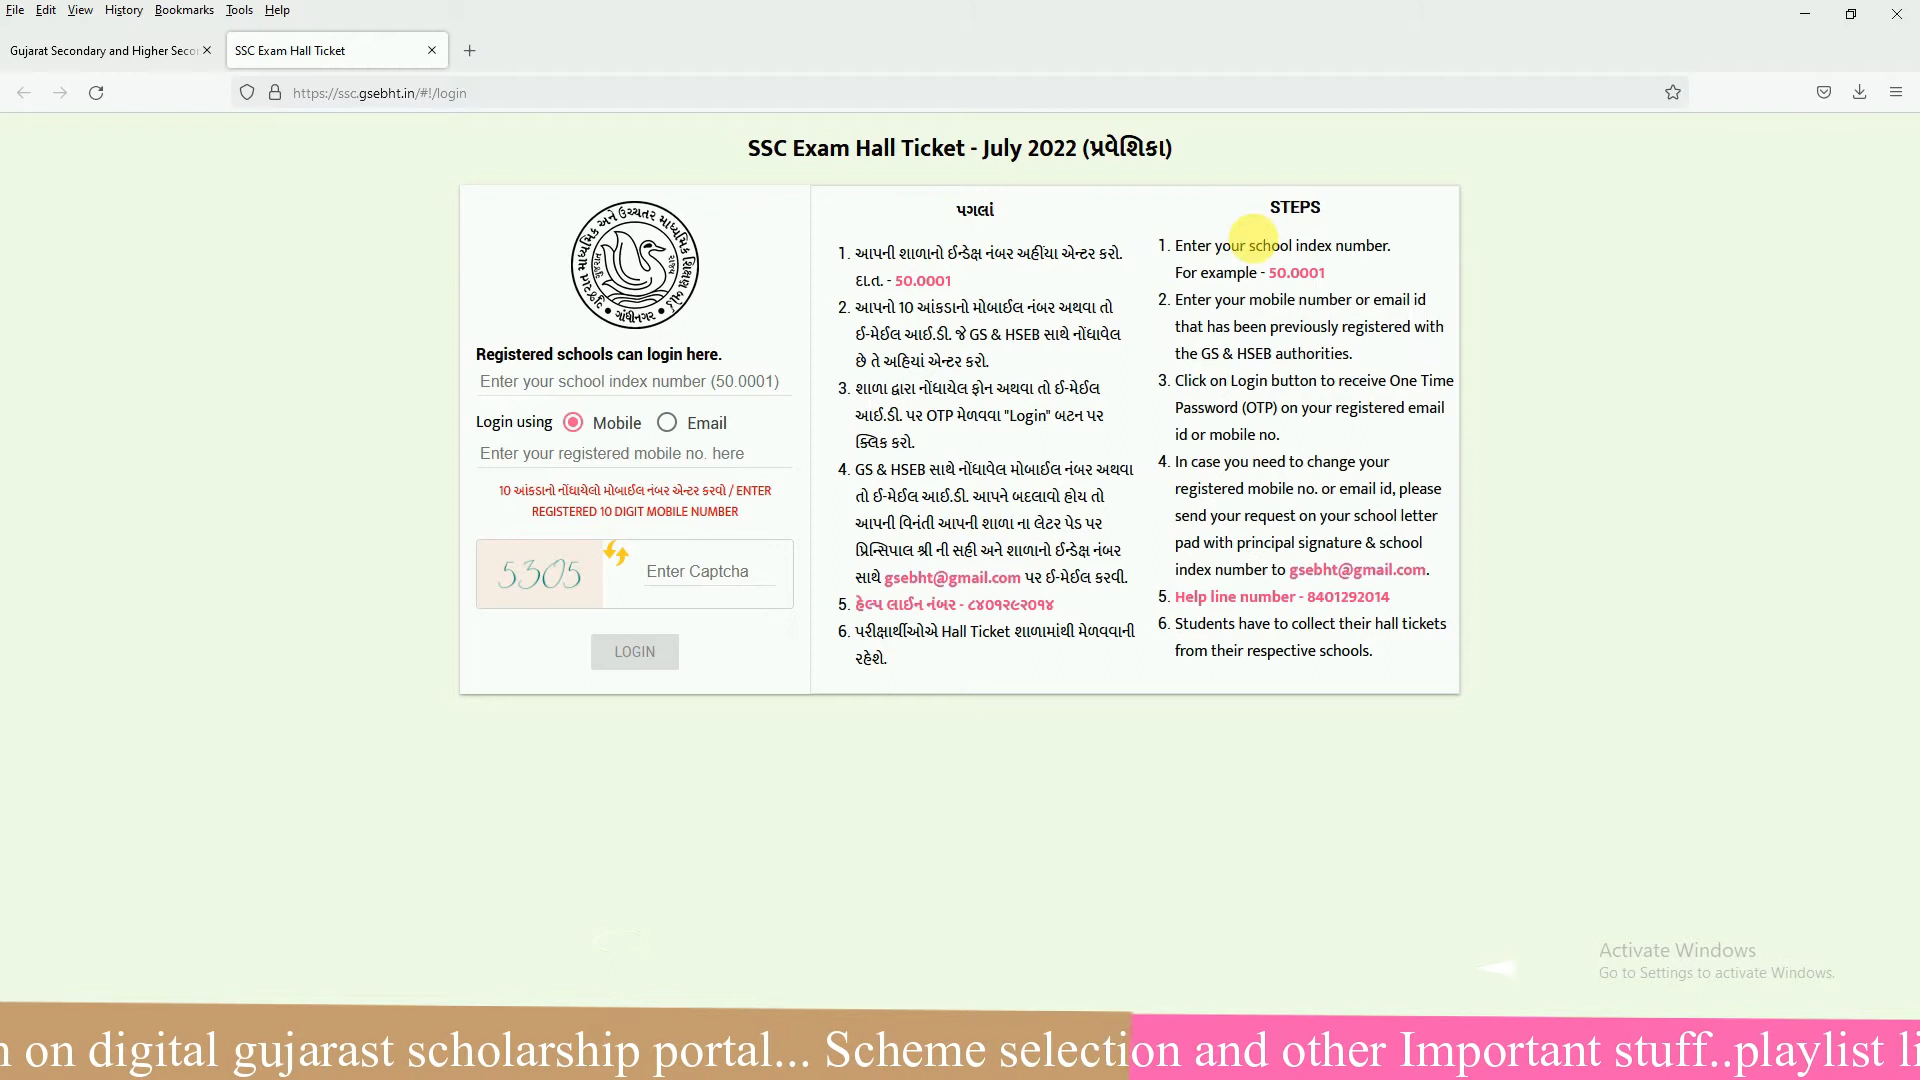 File Edit View History Bookmarks Tools Help
Gujarat Secondary and Higher Seco
SSC Exam Hall Ticket
https://ssc.gsebht.in/#!/login
SSC Exam Hall Ticket - July 2022 (પ્રવેશિકા)
ગુજરાત માધ્યમિક અને ઉચ્ચતર માધ્યમિક શિક્ષણ બોર્ડ
ગુજરાત
રાજ્ય
ગાંધીનગર
Registered schools can login here.
Enter your school index number (50.0001)
Login using Mobile Email
Enter your registered mobile no. here
10 આંકડાનો નોંધાયેલો મોબાઈલ નંબર એન્ટર કરવો / ENTER
REGISTERED 10 DIGIT MOBILE NUMBER
5305
Enter Captcha
LOGIN
પગલાં
1. આપની શાળાનો ઈન્ડેક્ષ નંબર અહીંયા એન્ટર કરો.
દા.ત. - 50.0001
2. આપનો 10 આંકડાનો મોબાઈલ નંબર અથવા તો
ઈ-મેઈલ આઈ.ડી. જે GS & HSEB સાથે નોંધાવેલ
છે તે અહિયાં એન્ટર કરો.
3. શાળા દ્વારા નોંધાયેલ ફોન અથવા તો ઈ-મેઈલ
આઈ.ડી. પર OTP મેળવવા "Login" બટન પર
ક્લિક કરો.
4. GS & HSEB સાથે નોંધાવેલ મોબાઈલ નંબર અથવા
તો ઈ-મેઈલ આઈ.ડી. આપને બદલાવો હોય તો
આપની વિનંતી આપની શાળા ના લેટર પેડ પર
પ્રિન્સિપાલ શ્રી ની સહી અને શાળાનો ઈન્ડેક્ષ નંબર
સાથે gsebht@gmail.com પર ઈ-મેઈલ કરવી.
5. હેલ્પ લાઈન નંબર - ૮૪૦૧૨૯૨૦૧૪
6. પરીક્ષાર્થીઓએ Hall Ticket શાળામાંથી મેળવવાની
રહેશે.
STEPS
1. Enter your school index number.
For example - 50.0001
2. Enter your mobile number or email id
that has been previously registered with
the GS & HSEB authorities.
3. Click on Login button to receive One Time
Password (OTP) on your registered email
id or mobile no.
4. In case you need to change your
registered mobile no. or email id, please
send your request on your school letter
pad with principal signature & school
index number to gsebht@gmail.com.
5. Help line number - 8401292014
6. Students have to collect their hall tickets
from their respective schools.
Activate Windows
Go to Settings to activate Windows.
on digital gujarast scholarship portal... Scheme selection and other Important stuff..playlist